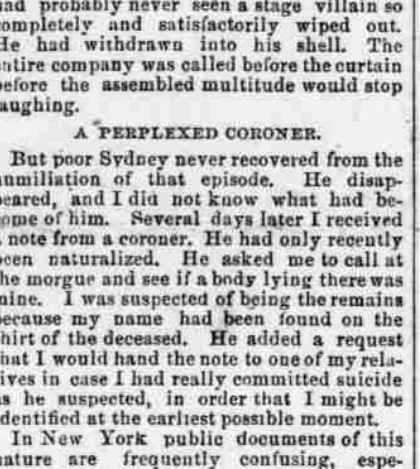 had probably never seen a stage villain so
completely and satisfactorily wiped out.
He had withdrawn into his shell. The
entire company was called before the curtain
before the assembled multitude would stop
laughing.
A PERPLEXED CORONER.
But poor Sydney never recovered from the
humiliation of that episode. He disap-
peared, and I did not know what had be-
come of him. Several days later I received
a note from a coroner. He had only recently
been naturalized. He asked me to call at
the morgue and see if a body lying there was
mine. I was suspected of being the remains
because my name had been found on the
shirt of the deceased. He added a request
that I would hand the note to one of my rela-
tives in case I had really committed suicide
as he suspected, in order that I might be
identified at the earliest possible moment.
In New York public documents of this
nature are frequently confusing, espe-